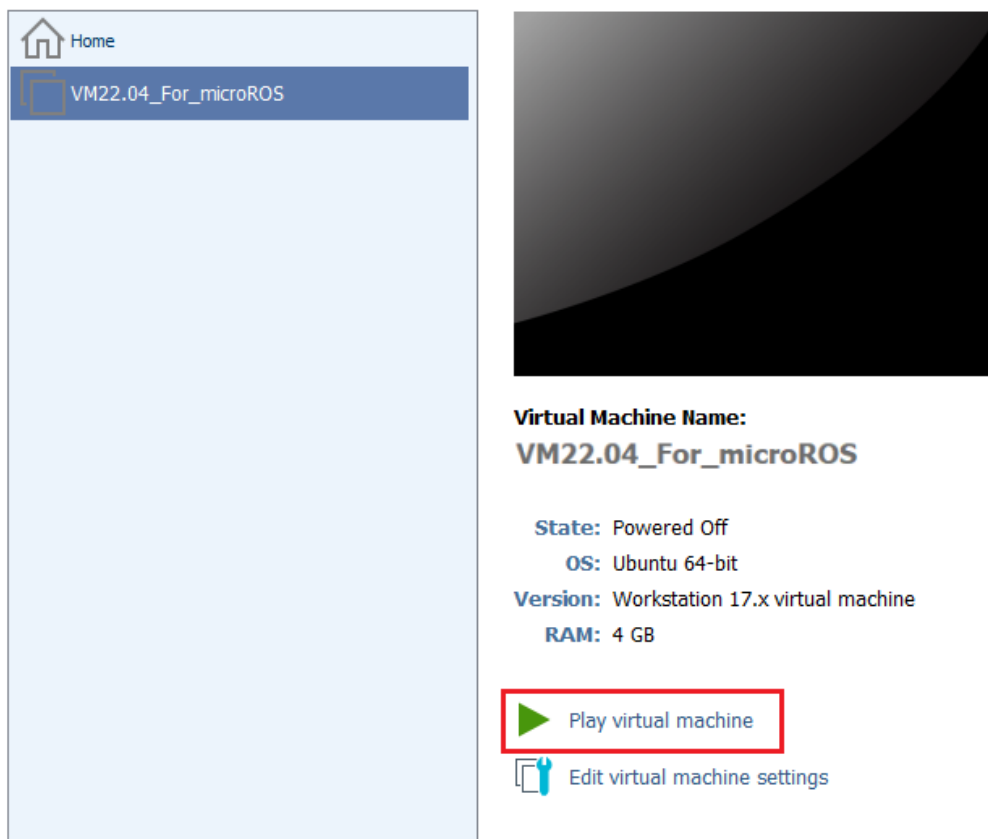 Home
VM22.04_For_microROS
Virtual Machine Name:
VM22.04_For_microROS
State: Powered Off
OS: Ubuntu 64-bit
Version: Workstation 17.x virtual machine
RAM: 4 GB
Play virtual machine
Edit virtual machine settings